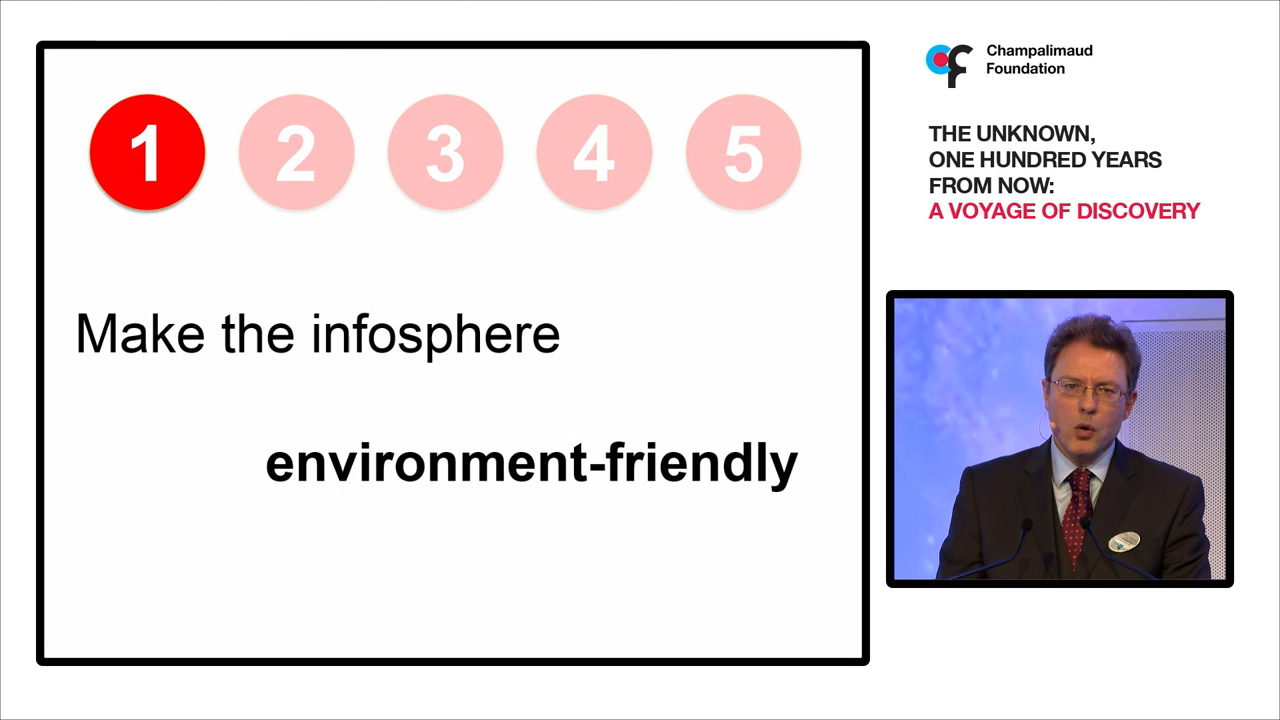 1 2 3 4 5
Make the infosphere
environment-friendly
Champalimaud
Foundation
THE UNKNOWN,
ONE HUNDRED YEARS
FROM NOW:
A VOYAGE OF DISCOVERY